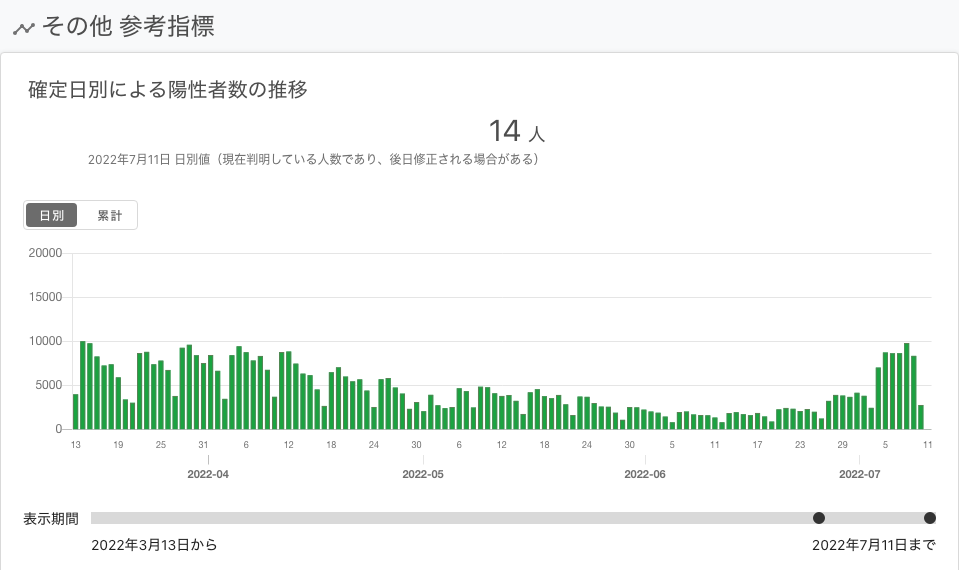 その他 参考指標
確定日別による陽性者数の推移
14 人
2022年7月11日 日別値（現在判明している人数であり、後日修正される場合がある）
日別 累計
20000
15000
10000
5000
0
13 19 25 31 6 12 18 24 30 6 12 18 24 30 5 11 17 23 29 5 11
2022-04 2022-05 2022-06 2022-07
表示期間
2022年3月13日から 2022年7月11日まで